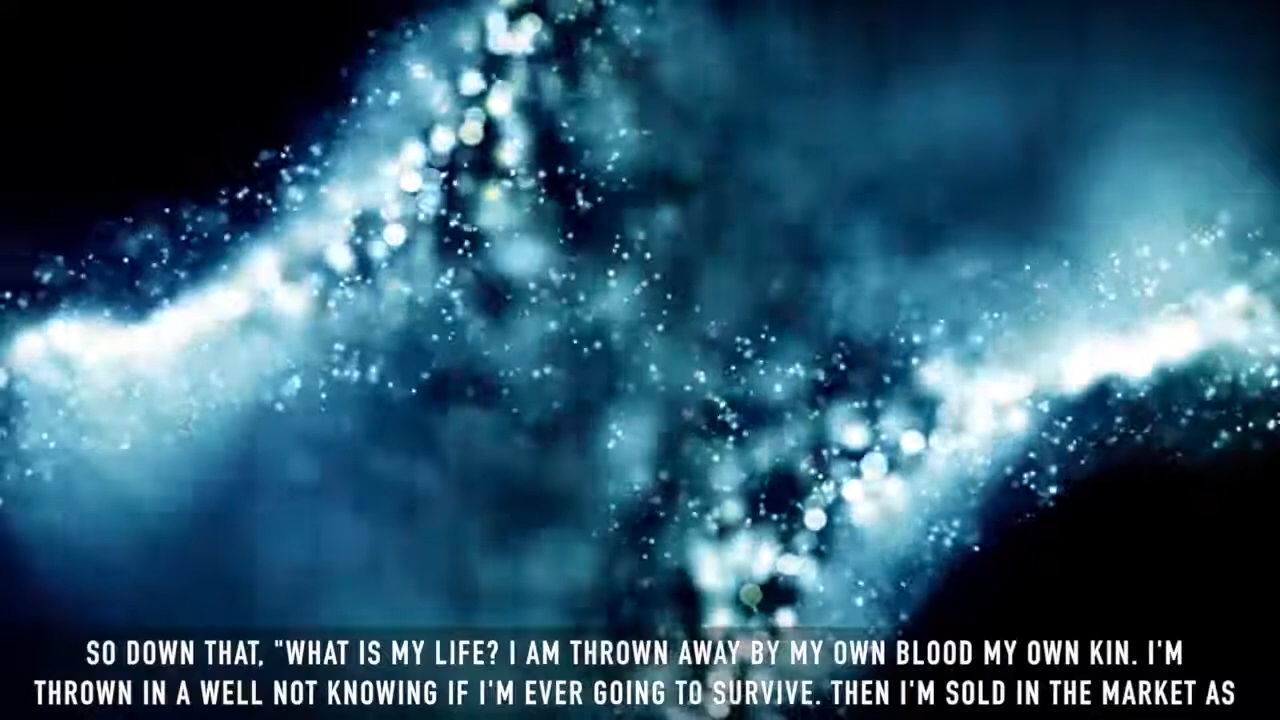 SO DOWN THAT, "WHAT IS MY LIFE? I AM THROWN AWAY BY MY OWN BLOOD MY OWN KIN. I'M
THROWN IN A WELL NOT KNOWING IF I'M EVER GOING TO SURVIVE. THEN I'M SOLD IN THE MARKET AS